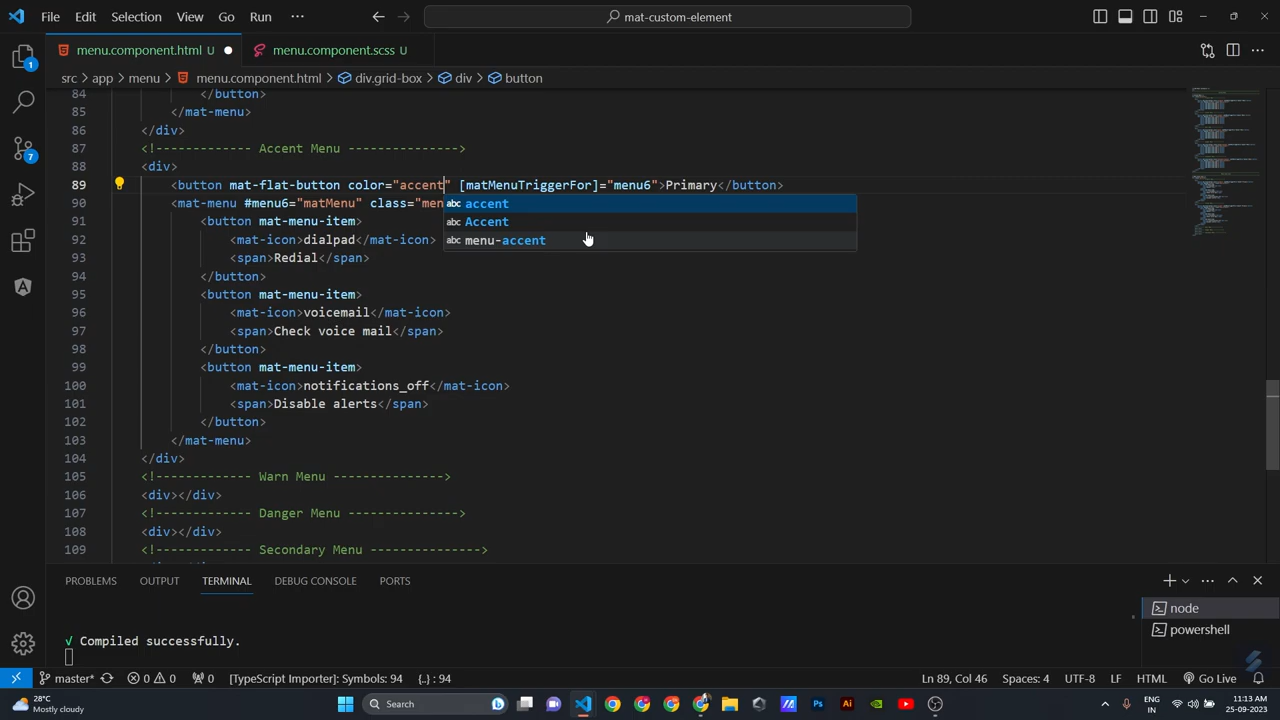 File Edit Selection View Go Run ··· mat-custom-element
menu.component.html U ● menu.component.scss U
src > app > menu > menu.component.html > div.grid-box > div > button
84 </button>
85 </mat-menu>
86 </div>
87 <!------------- Accent Menu ------------->
88 <div>
89 <button mat-flat-button color="accent" [matMenuTriggerFor]="menu6">Primary</button>
90 <mat-menu #menu6="matMenu" class="men
abc accent
abc Accent
abc menu-accent
91 <button mat-menu-item>
92 <mat-icon>dialpad</mat-icon>
93 <span>Redial</span>
94 </button>
95 <button mat-menu-item>
96 <mat-icon>voicemail</mat-icon>
97 <span>Check voice mail</span>
98 </button>
99 <button mat-menu-item>
100 <mat-icon>notifications_off</mat-icon>
101 <span>Disable alerts</span>
102 </button>
103 </mat-menu>
104 </div>
105 <!------------- Warn Menu -------------->
106 <div></div>
107 <!------------- Danger Menu -------------->
108 <div></div>
109 <!------------- Secondary Menu --------------->
PROBLEMS OUTPUT TERMINAL DEBUG CONSOLE PORTS
node
powershell
√ Compiled successfully.
master* 0 0 0 [TypeScript Importer]: Symbols: 94 {..} : 94 Ln 89, Col 46 Spaces: 4 UTF-8 LF HTML Go Live
28°C
Mostly cloudy
Search
ENG
IN
11:13 AM
25-09-2023